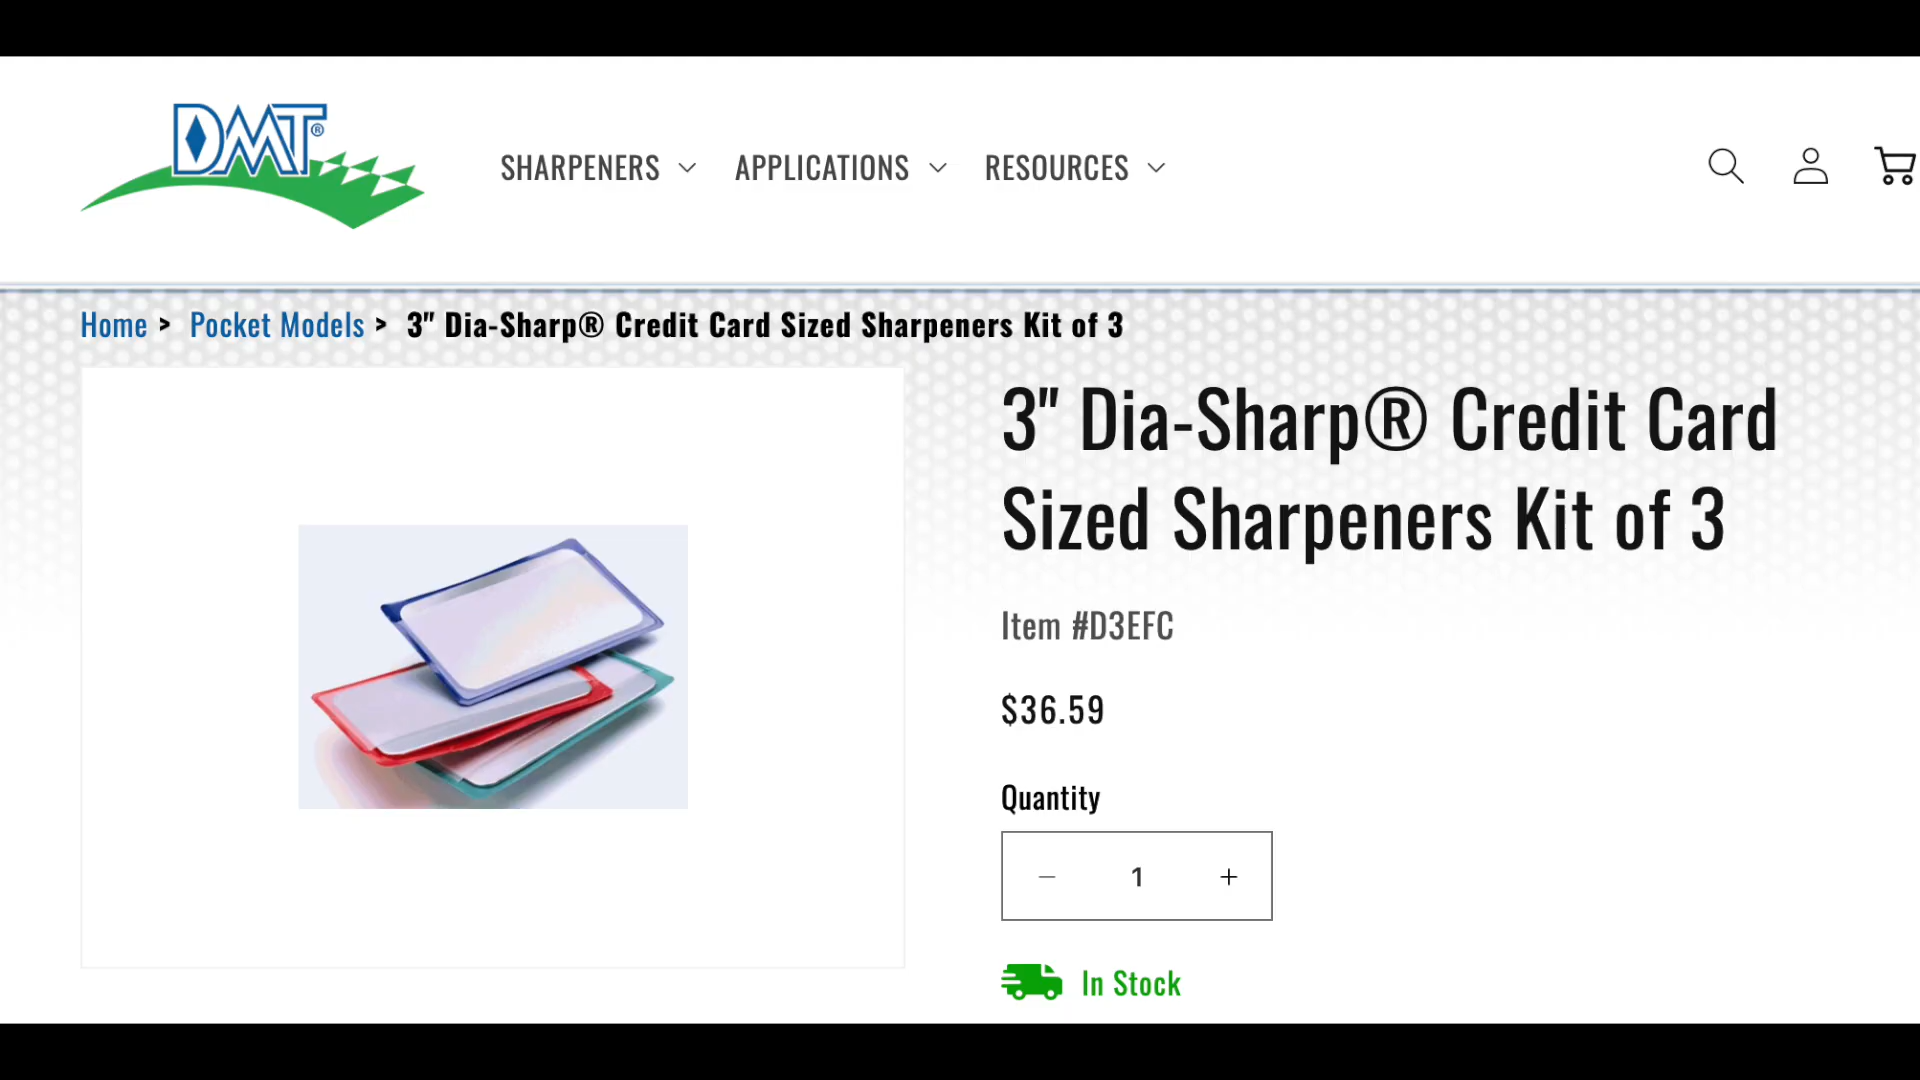 DMT®
SHARPENERS
APPLICATIONS
RESOURCES
Home > Pocket Models > 3" Dia-Sharp® Credit Card Sized Sharpeners Kit of 3
3" Dia-Sharp® Credit Card
Sized Sharpeners Kit of 3
Item #D3EFC
$36.59
Quantity
− 1 +
In Stock